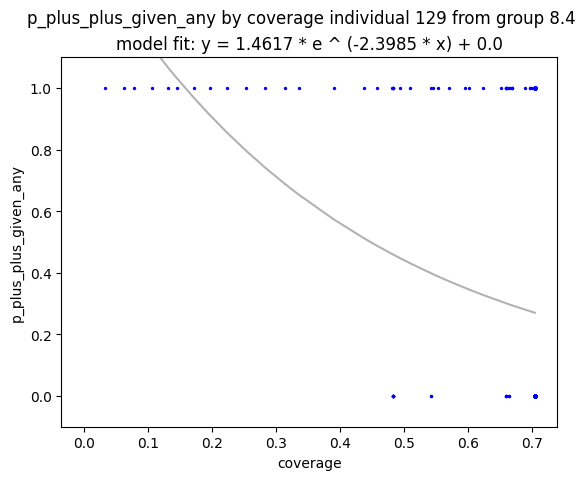 p_plus_plus_given_any by coverage individual 129 from group 8.4
model fit: y = 1.4617 * e ^ (-2.3985 * x) + 0.0
1.0
0.8
0.6
0.4
0.2
0.0
p_plus_plus_given_any
0.0 0.1 0.2 0.3 0.4 0.5 0.6 0.7
coverage